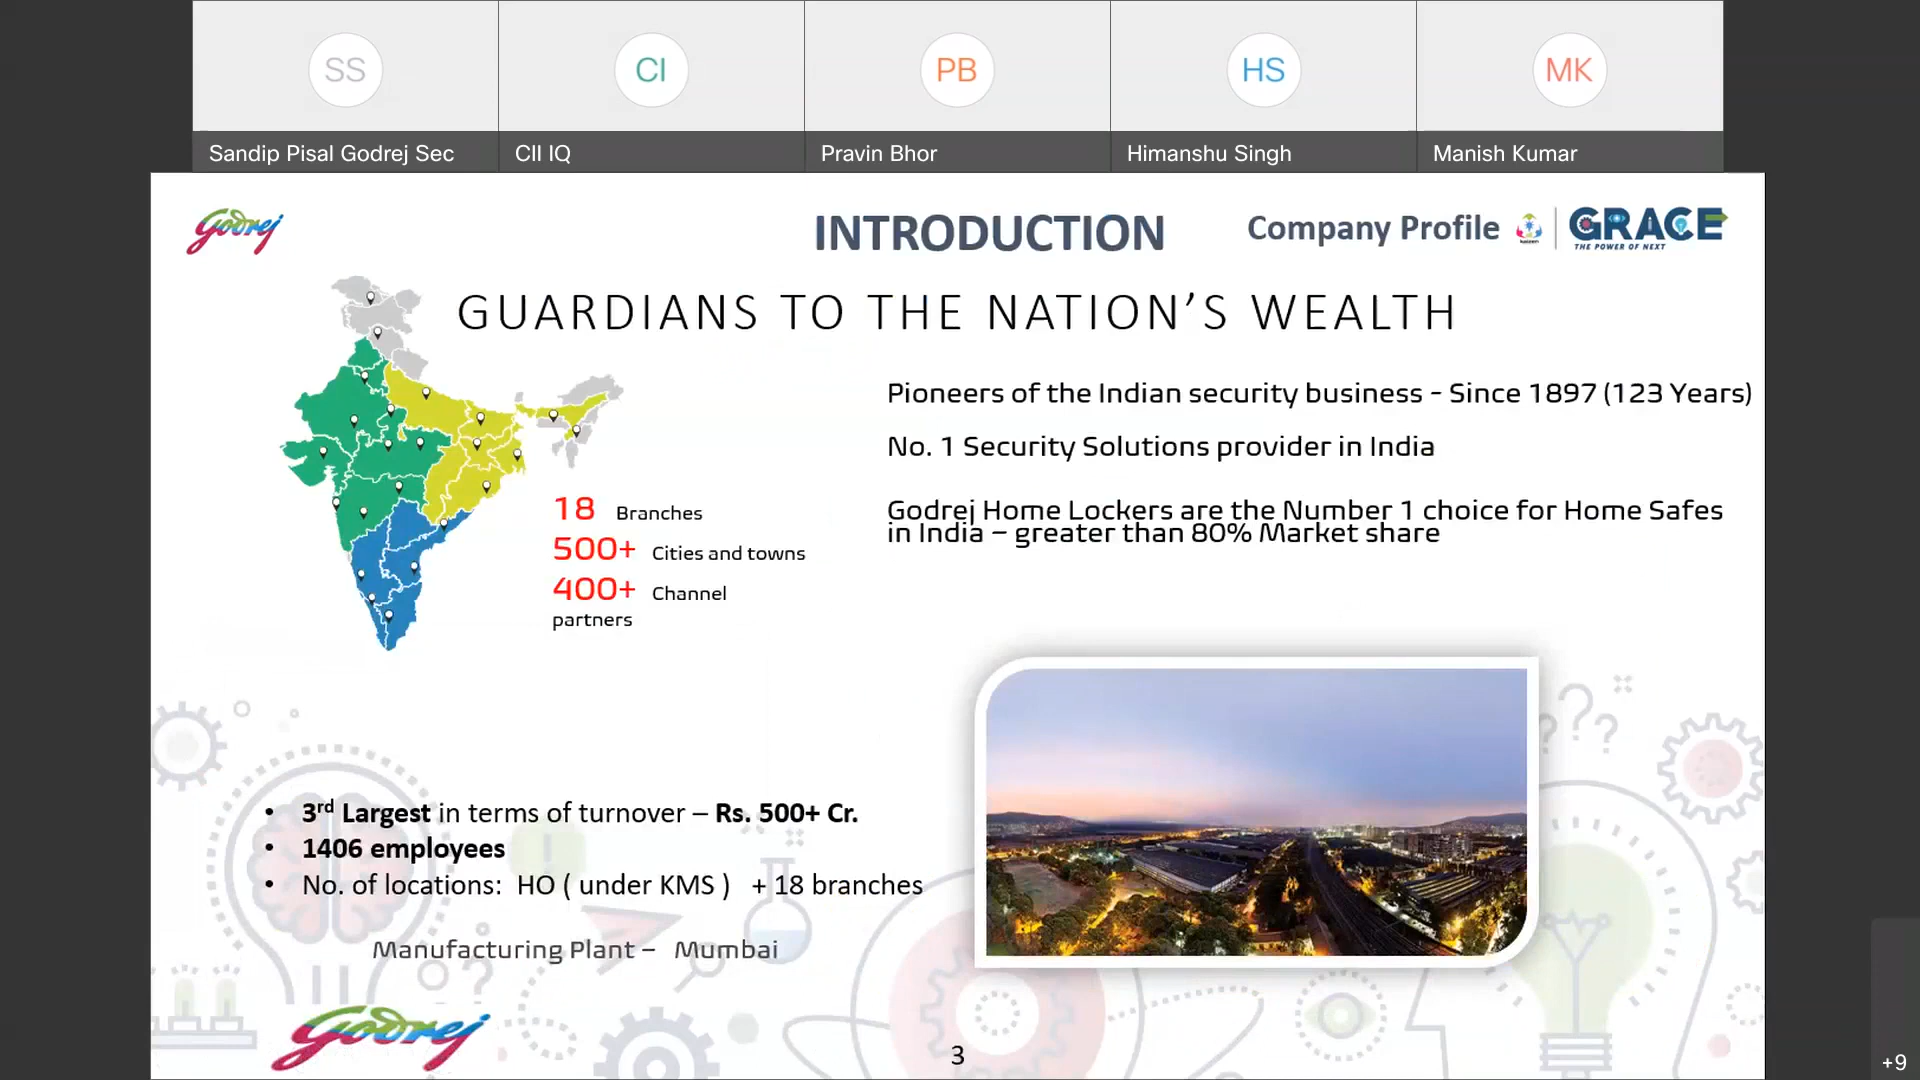 SS
CI
PB
HS
MK
Sandip Pisal Godrej Sec
CII IQ
Pravin Bhor
Himanshu Singh
Manish Kumar
Godrej
INTRODUCTION
Company Profile
kaizen
GRACE
THE POWER OF NEXT
GUARDIANS TO THE NATION’S WEALTH
Pioneers of the Indian security business - Since 1897 (123 Years)
No. 1 Security Solutions provider in India
Godrej Home Lockers are the Number 1 choice for Home Safes
in India – greater than 80% Market share
18 Branches
500+ Cities and towns
400+ Channel
partners
• 3rd Largest in terms of turnover – Rs. 500+ Cr.
• 1406 employees
• No. of locations: HO ( under KMS ) + 18 branches
Manufacturing Plant – Mumbai
Godrej
3
+9